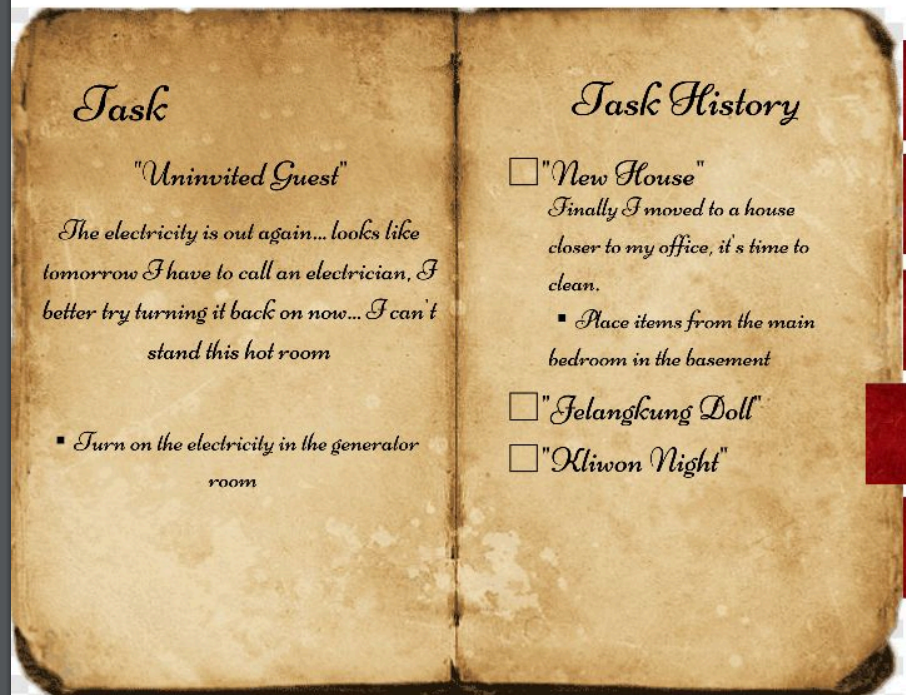 Task
"Uninvited Guest"
The electricity is out again... looks like
tomorrow I have to call an electrician, I
better try turning it back on now... I can't
stand this hot room
▪ Turn on the electricity in the generator
room
Task History
"New House"
Finally I moved to a house
closer to my office, it's time to
clean.
▪ Place items from the main
bedroom in the basement
"Jelangkung Doll"
"Kliwon Night"